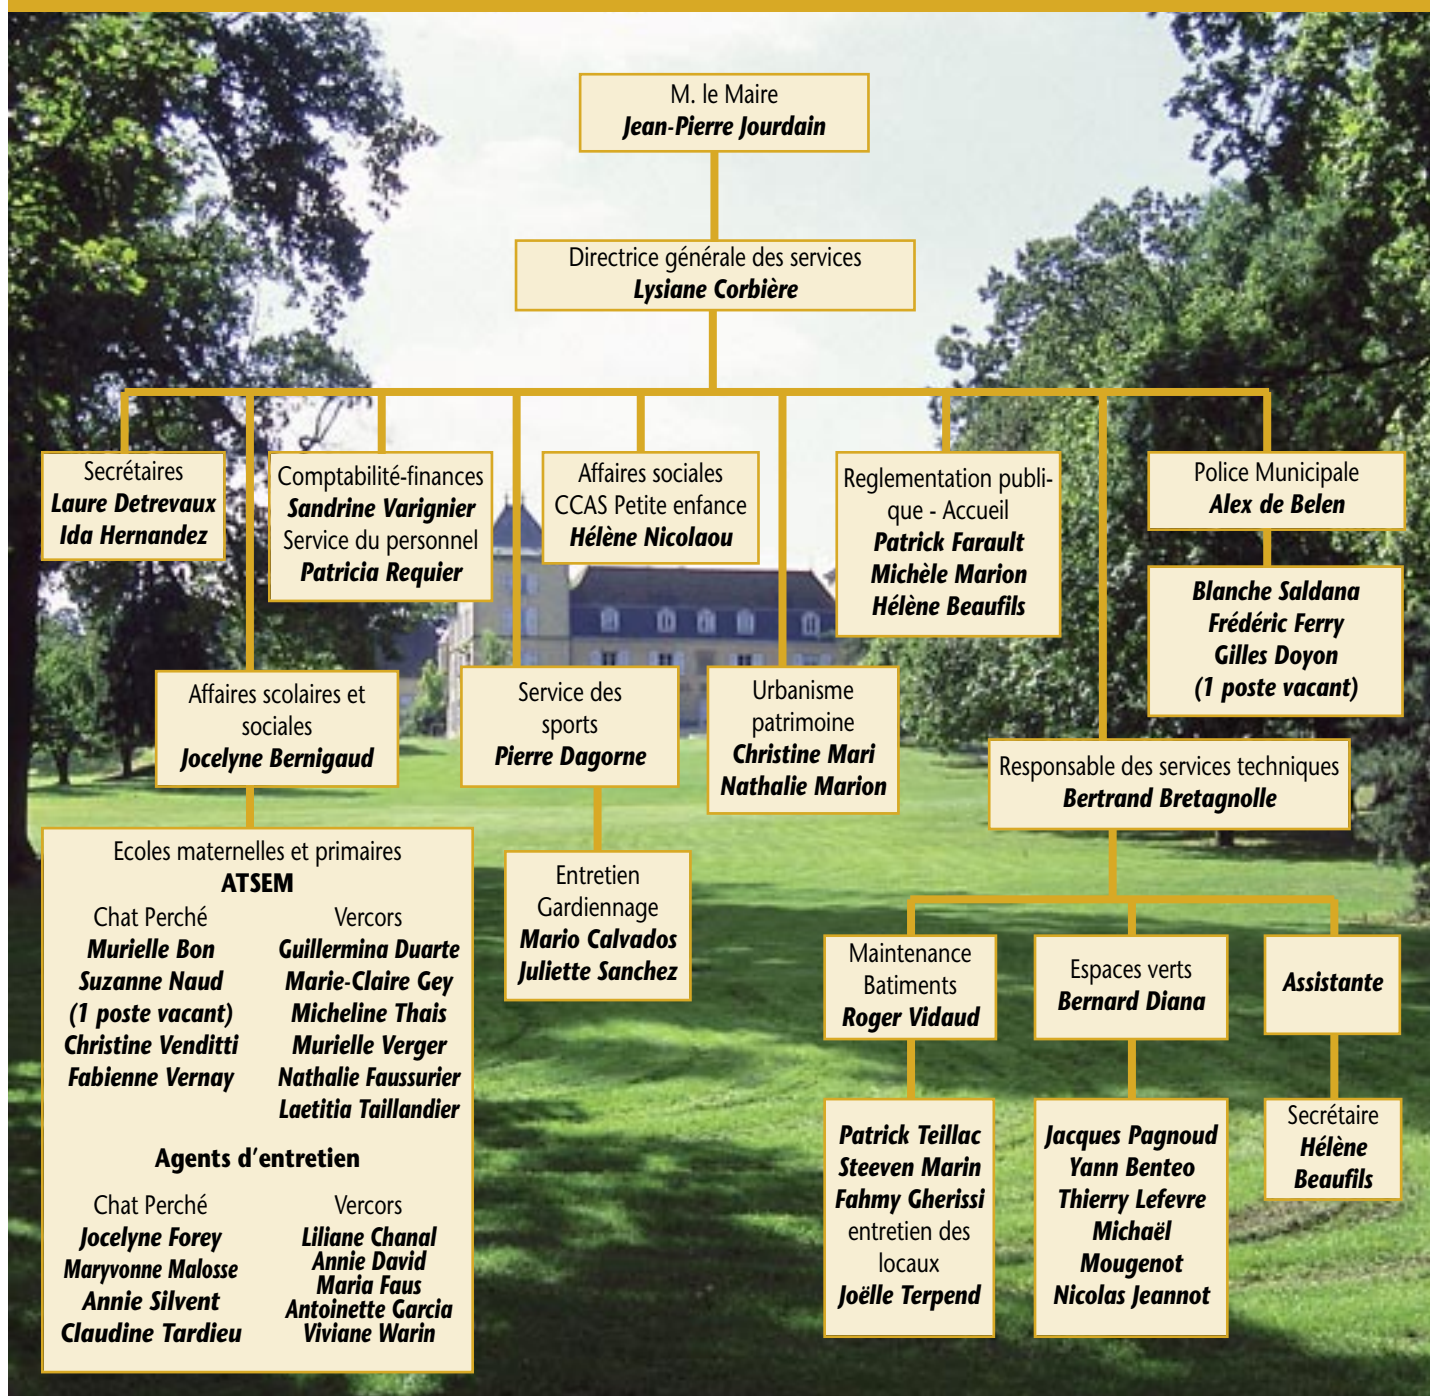 M. le Maire
Jean-Pierre Jourdain
Directrice générale des services
Lysiane Corbière
Secrétaires
Laure Detrevaux
Ida Hernandez
Comptabilité-finances
Sandrine Varignier
Service du personnel
Patricia Requier
Affaires sociales
CCAS Petite enfance
Hélène Nicolaou
Reglementation publi-
que - Accueil
Patrick Farault
Michèle Marion
Hélène Beaufils
Police Municipale
Alex de Belen
Blanche Saldana
Frédéric Ferry
Gilles Doyon
(1 poste vacant)
Affaires scolaires et
sociales
Jocelyne Bernigaud
Service des
sports
Pierre Dagorne
Urbanisme
patrimoine
Christine Mari
Nathalie Marion
Responsable des services techniques
Bertrand Bretagnolle
Ecoles maternelles et primaires
ATSEM
Chat Perché
Murielle Bon
Suzanne Naud
(1 poste vacant)
Christine Venditti
Fabienne Vernay
Vercors
Guillermina Duarte
Marie-Claire Gey
Micheline Thais
Murielle Verger
Nathalie Faussurier
Laetitia Taillandier
Agents d'entretien
Chat Perché
Jocelyne Forey
Maryvonne Malosse
Annie Silvent
Claudine Tardieu
Vercors
Liliane Chanal
Annie David
Maria Faus
Antoinette Garcia
Viviane Warin
Entretien
Gardiennage
Mario Calvados
Juliette Sanchez
Maintenance
Batiments
Roger Vidaud
Espaces verts
Bernard Diana
Assistante
Patrick Teillac
Steeven Marin
Fahmy Gherissi
entretien des
locaux
Joëlle Terpend
Jacques Pagnoud
Yann Benteo
Thierry Lefevre
Michaël
Mougenot
Nicolas Jeannot
Secrétaire
Hélène
Beaufils